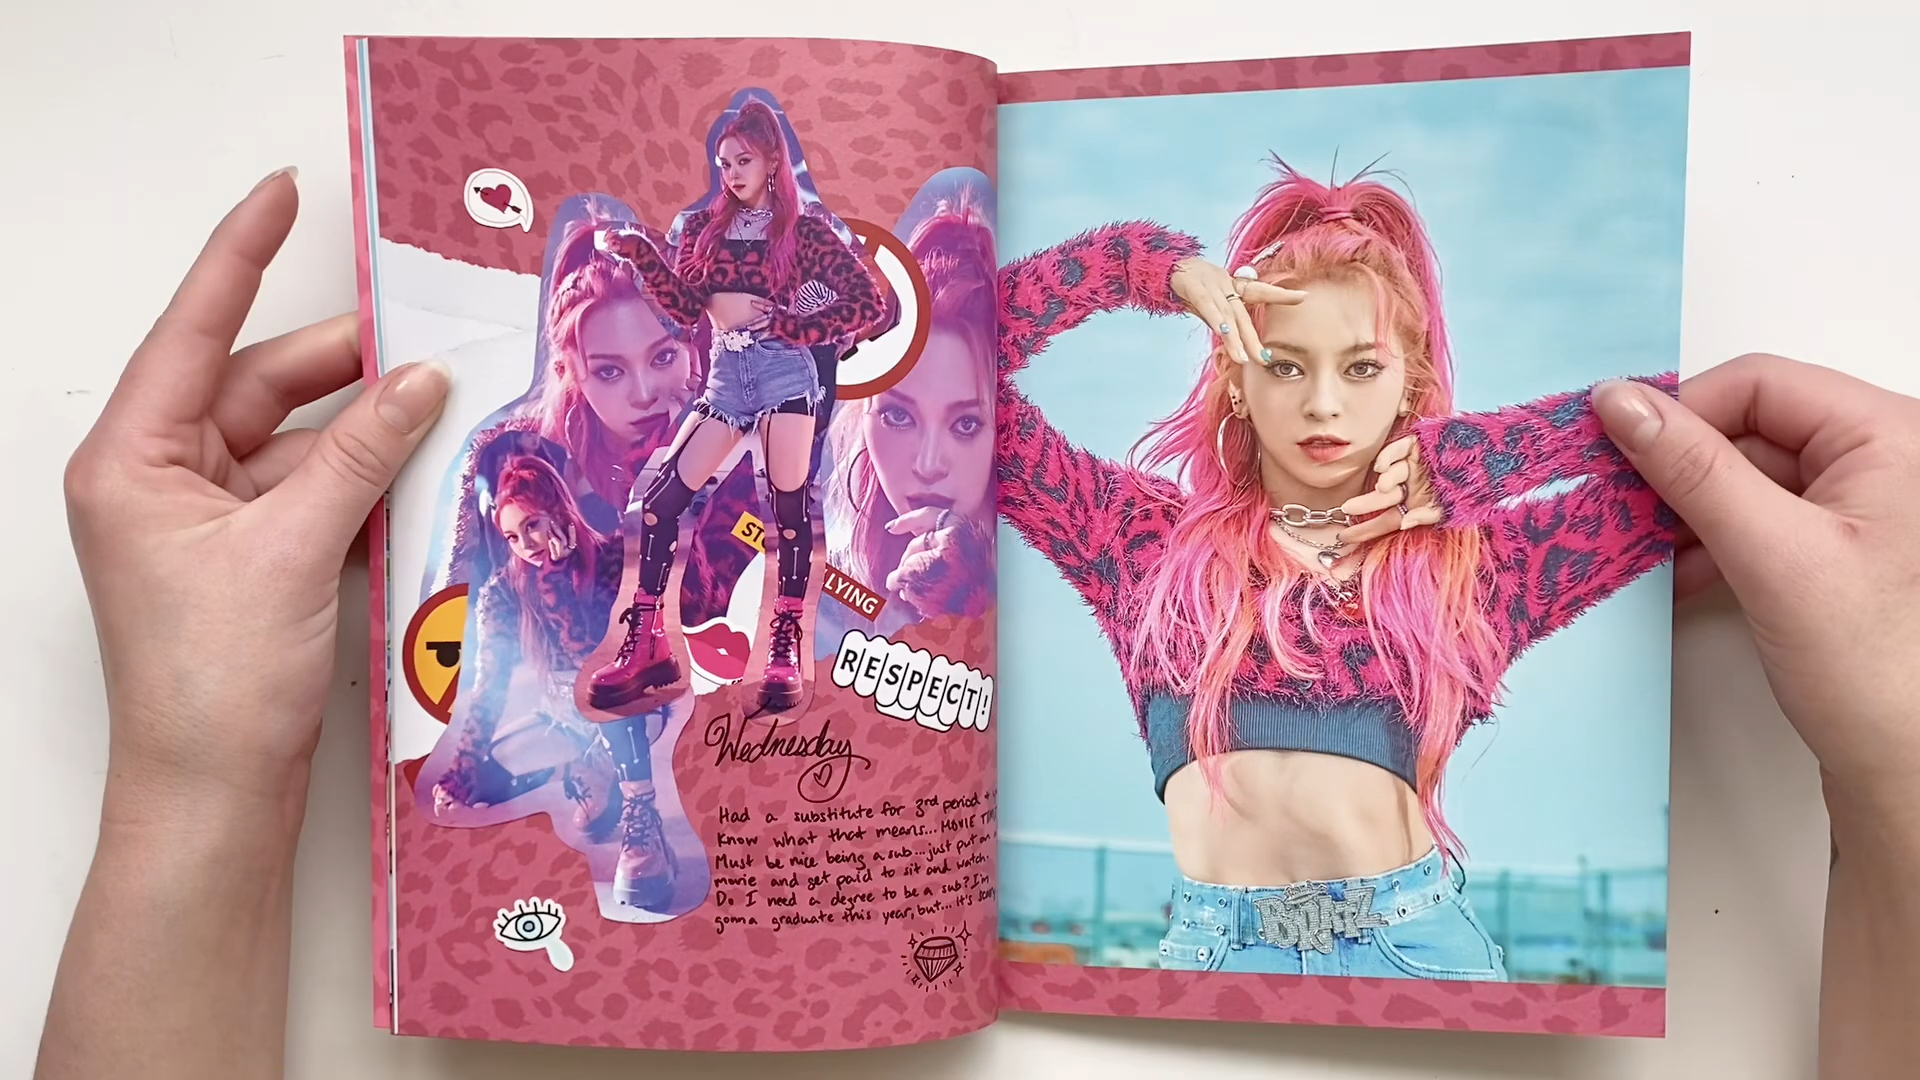 RESPECT!
Wednesday
Had a substitute for 3rd period +
Know what that means... MOVIE
Must be nice being a sub...just put on
movie and get paid to sit and watch.
Do I need a degree to be a sub? I'm
gonna graduate this year, but... it's
BRATZ